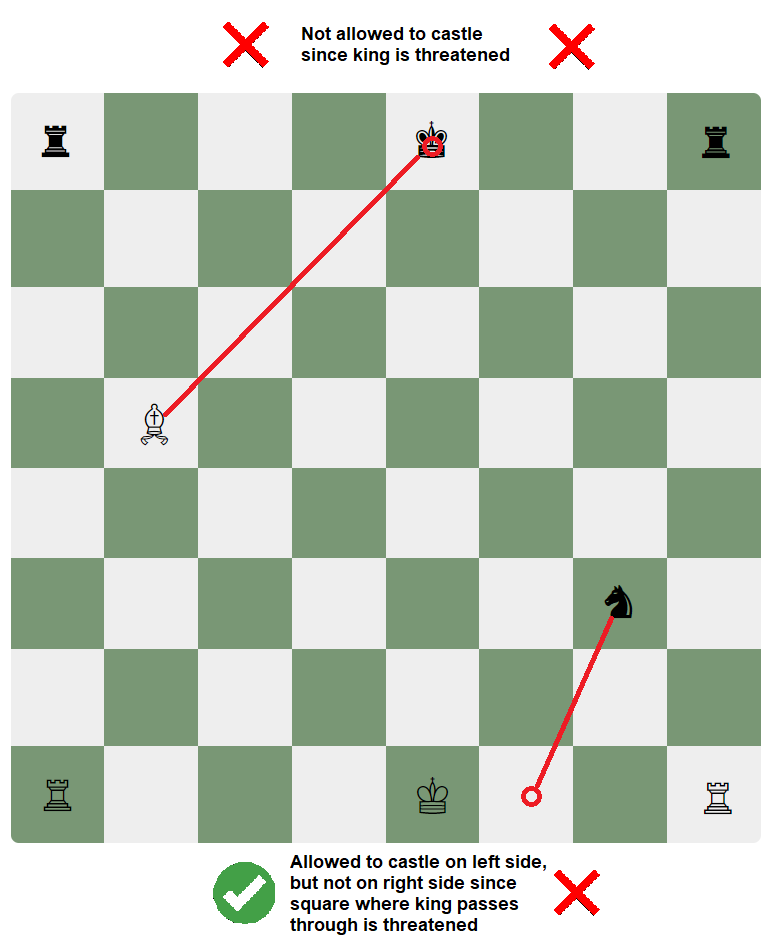 Not allowed to castle
since king is threatened
Allowed to castle on left side,
but not on right side since
square where king passes
through is threatened